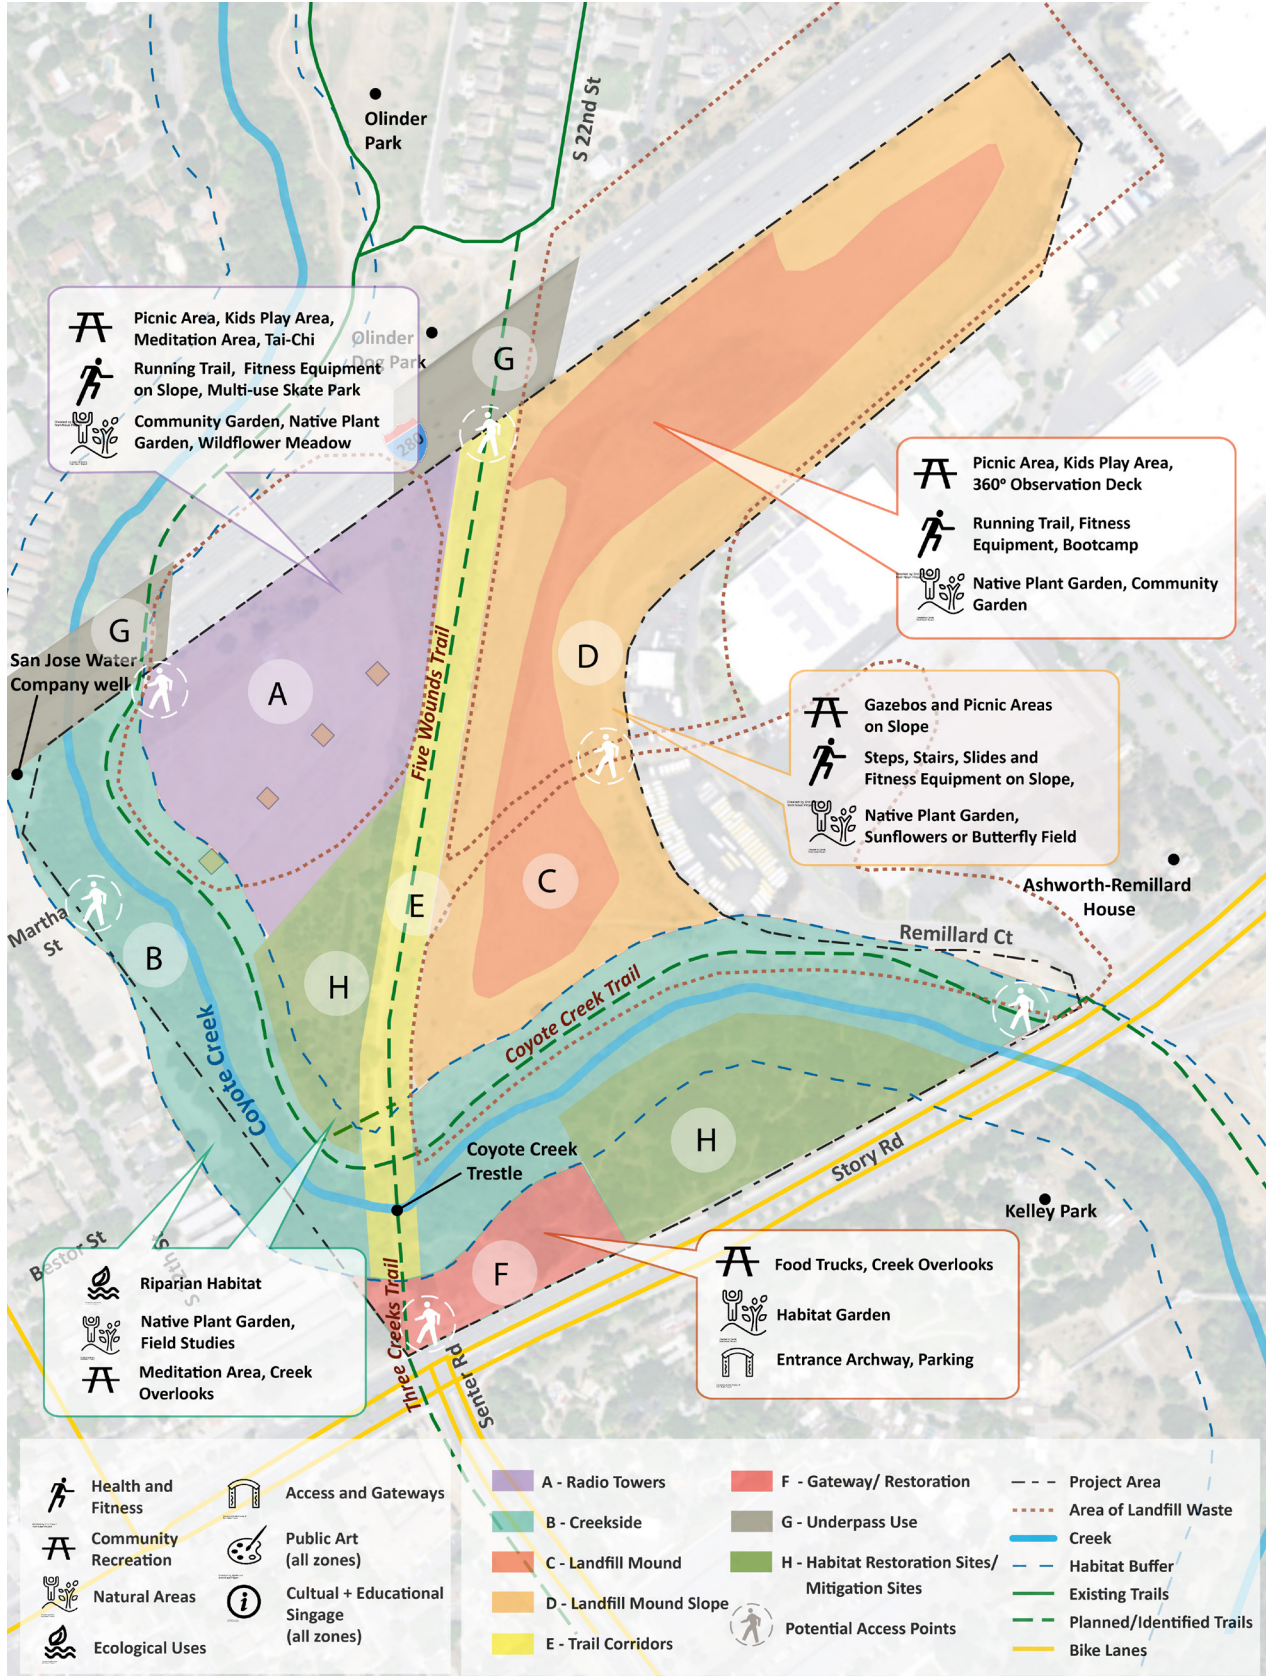 Olinder
Park
S 22nd St
Picnic Area, Kids Play Area,
Meditation Area, Tai-Chi
Running Trail, Fitness Equipment
on Slope, Multi-use Skate Park
Community Garden, Native Plant
Garden, Wildflower Meadow
Olinder
Dog Park
G
280
Picnic Area, Kids Play Area,
360º Observation Deck
Running Trail, Fitness
Equipment, Bootcamp
Native Plant Garden, Community
Garden
G
San Jose Water
Company well
A
Five Wounds Trail
D
Gazebos and Picnic Areas
on Slope
Steps, Stairs, Slides and
Fitness Equipment on Slope,
Native Plant Garden,
Sunflowers or Butterfly Field
Ashworth-Remillard
House
C
E
Martha
St
B
H
Remillard Ct
Coyote Creek Trail
Coyote Creek
H
Coyote Creek
Trestle
Story Rd
Kelley Park
Bestor St
S 12th St
Riparian Habitat
Native Plant Garden,
Field Studies
Meditation Area, Creek
Overlooks
F
Three Creeks Trail
Senter Rd
Food Trucks, Creek Overlooks
Habitat Garden
Entrance Archway, Parking
Health and
Fitness
Community
Recreation
Natural Areas
Ecological Uses
Access and Gateways
Public Art
(all zones)
Cultual + Educational
Singage
(all zones)
A - Radio Towers
B - Creekside
C - Landfill Mound
D - Landfill Mound Slope
E - Trail Corridors
F - Gateway/ Restoration
G - Underpass Use
H - Habitat Restoration Sites/
Mitigation Sites
Potential Access Points
Project Area
Area of Landfill Waste
Creek
Habitat Buffer
Existing Trails
Planned/Identified Trails
Bike Lanes